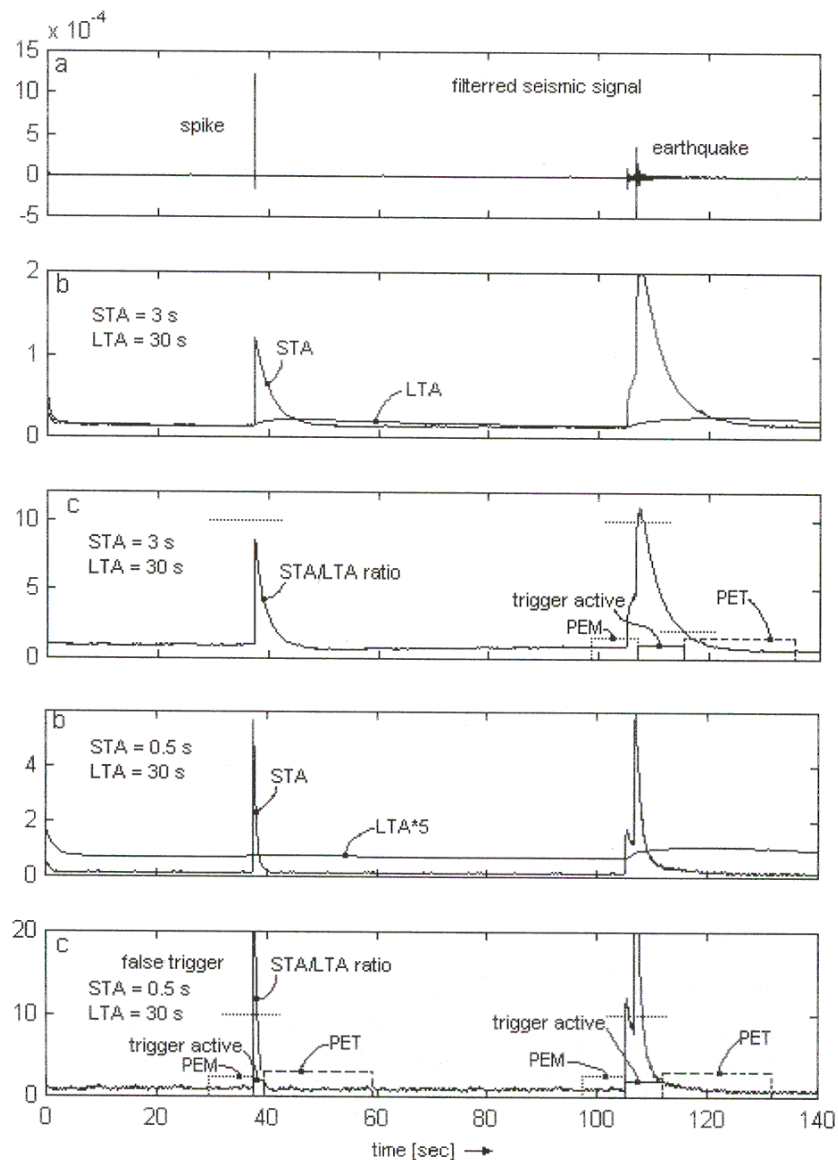 x 10-4
15
a
10
filterred seismic signal
spike
5
earthquake
0
-5
2
b
STA = 3 s
LTA = 30 s
STA
1
LTA
0
10
c
STA = 3 s
LTA = 30 s
STA/LTA ratio
5
trigger active
PET
PEM
0
b
STA = 0.5 s
4
LTA = 30 s
STA
2
LTA*5
0
20
c
false trigger
STA/LTA ratio
STA = 0.5 s
10
LTA = 30 s
trigger active
trigger active
PET
PET
PEM
PEM
0
0 20 40 60 80 100 120 140
time [sec]